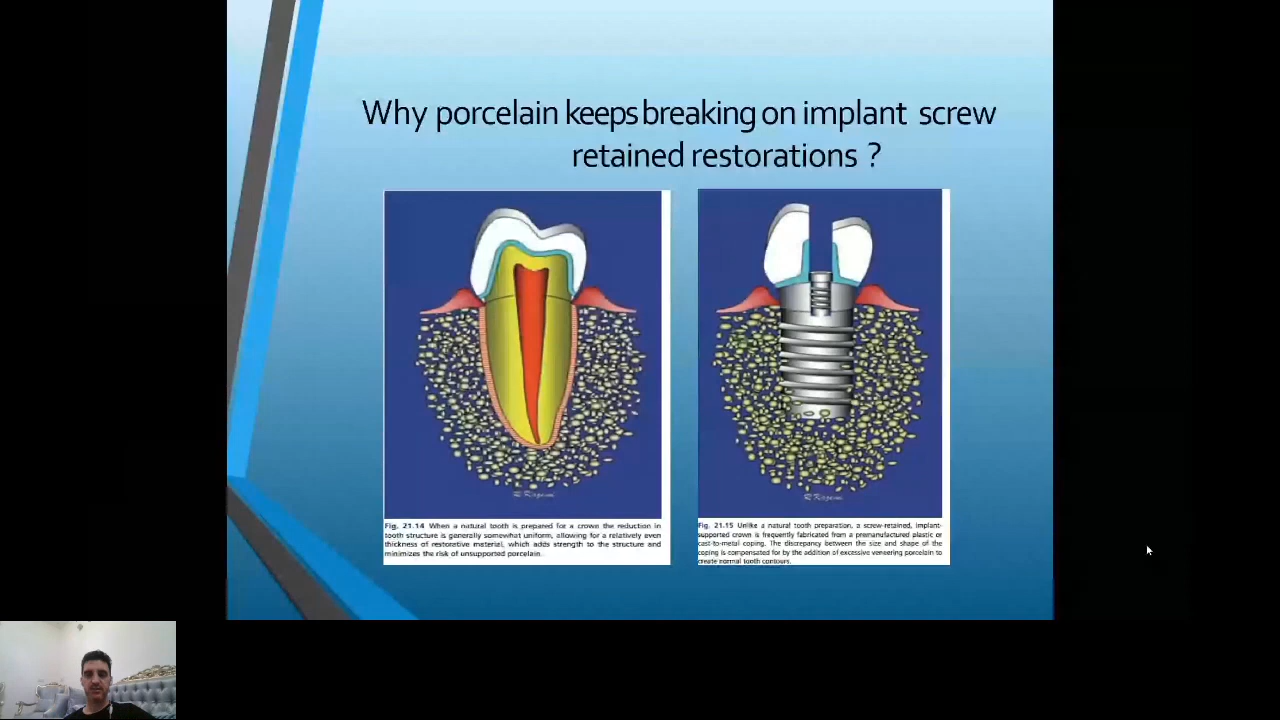 Why porcelain keeps breaking on implant screw
retained restorations ?
Fig. 21.14 When a natural tooth is prepared for a crown the reduction in
tooth structure is generally somewhat uniform, allowing for a relatively even
thickness of restorative material, which adds strength to the structure and
minimizes the risk of unsupported porcelain.
Fig. 21.15 Unlike a natural tooth preparation, a screw-retained, implant-
supported crown is frequently fabricated from a premanufactured plastic or
cast-to-metal coping. The discrepancy between the size and shape of the
coping is compensated for by the addition of excessive veneering porcelain to
create normal tooth contours.